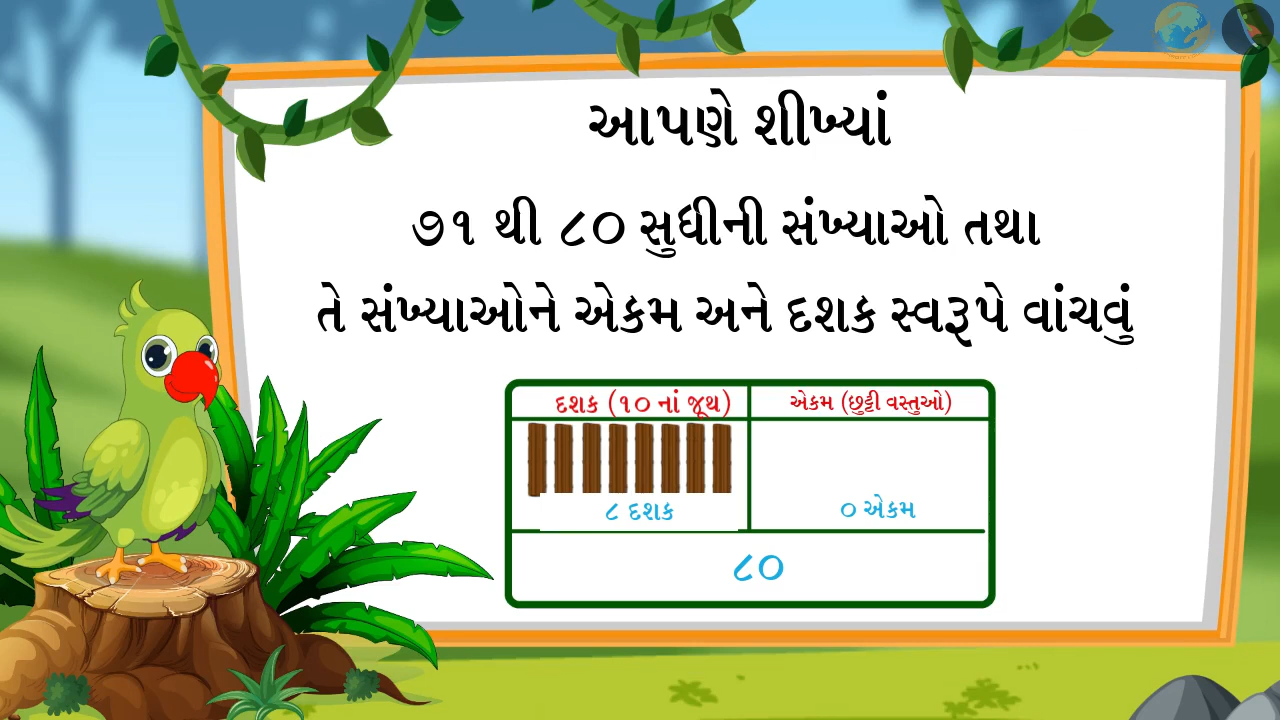 આપણે શીખ્યાં
૭૧ થી ૮૦ સુધીની સંખ્યાઓ તથા
તે સંખ્યાઓને એકમ અને દશક સ્વરૂપે વાંચવું
દશક (૧૦ નાં જૂથ) એકમ (છુટ્ટી વસ્તુઓ)
૮ દશક ૦ એકમ
૮૦